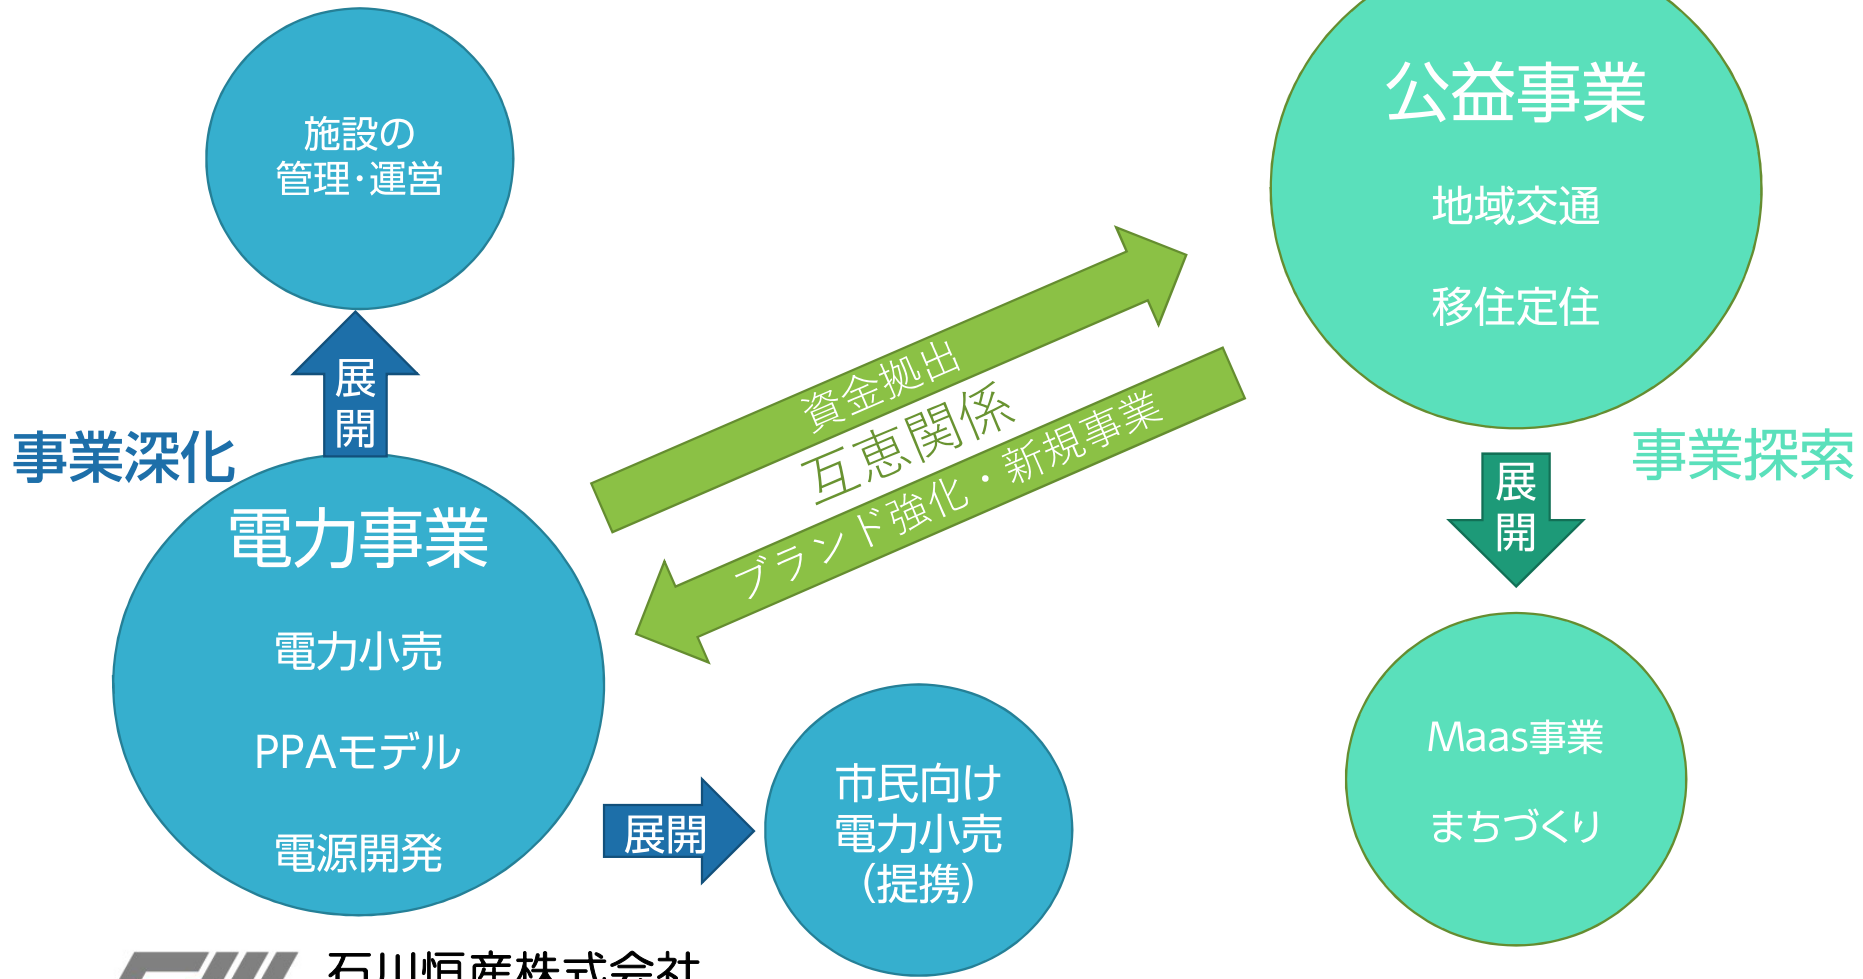 施設の
管理・運営
展
開
事業深化
電力事業
電力小売
PPAモデル
電源開発
展開
市民向け
電力小売
（提携）
資金拠出
互恵関係
ブランド強化・新規事業
公益事業
地域交通
移住定住
事業探索
展
開
Maas事業
まちづくり
石川恒産株式会社